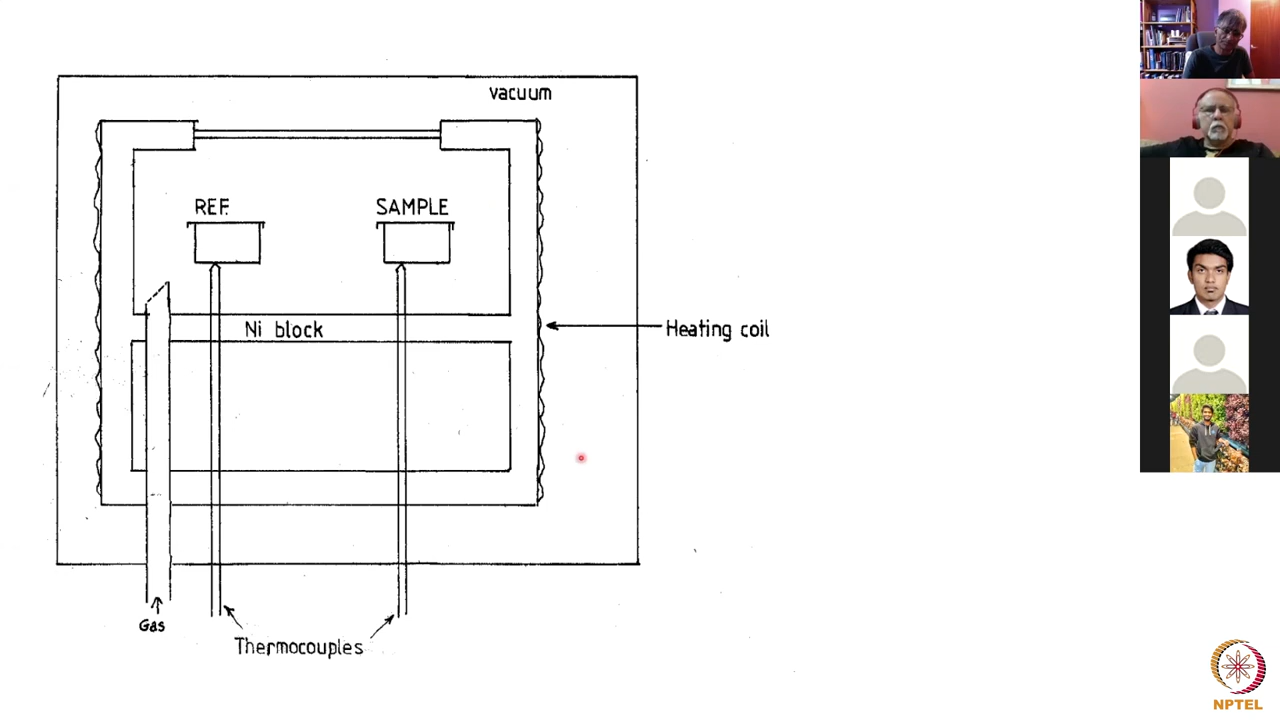 vacuum
REF.
SAMPLE
Ni block
Heating coil
Gas
Thermocouples
NPTEL